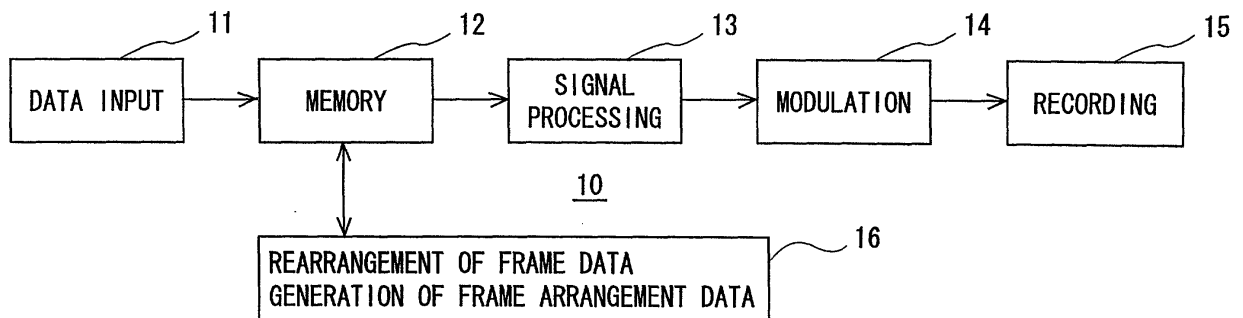 11
12
13
14
15
DATA INPUT
MEMORY
SIGNAL
PROCESSING
MODULATION
RECORDING
10
16
REARRANGEMENT OF FRAME DATA
GENERATION OF FRAME ARRANGEMENT DATA